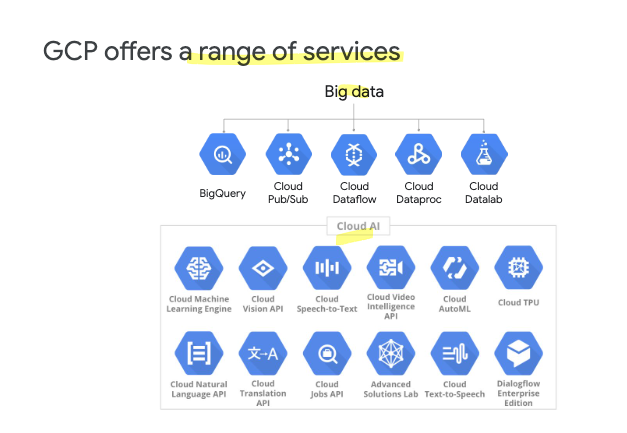 GCP offers a range of services
Big data
BigQuery
Cloud
Pub/Sub
Cloud
Dataflow
Cloud
Dataproc
Cloud
Datalab
Cloud AI
Cloud Machine
Learning Engine
Cloud
Vision API
Cloud
Speech-to-Text
Cloud Video
Intelligence
API
Cloud
AutoML
Cloud TPU
文→A
Cloud Natural
Language API
Cloud
Translation
API
Cloud
Jobs API
Advanced
Solutions Lab
Cloud
Text-to-Speech
Dialogflow
Enterprise
Edition